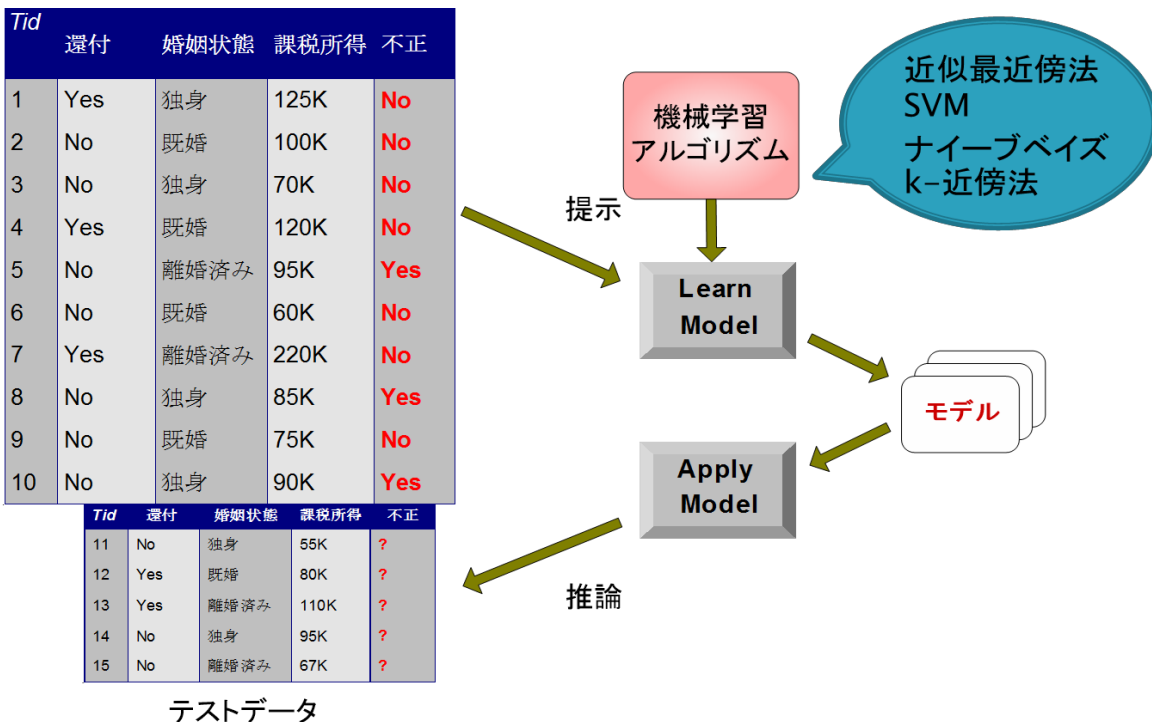 Tid 還付 婚姻状態 課税所得 不正
1 Yes 独身 125K No
2 No 既婚 100K No
3 No 独身 70K No
4 Yes 既婚 120K No
5 No 離婚済み 95K Yes
6 No 既婚 60K No
7 Yes 離婚済み 220K No
8 No 独身 85K Yes
9 No 既婚 75K No
10 No 独身 90K Yes
Tid 還付 婚姻状態 課税所得 不正
11 No 独身 55K ?
12 Yes 既婚 80K ?
13 Yes 離婚済み 110K ?
14 No 独身 95K ?
15 No 離婚済み 67K ?
テストデータ
提示
機械学習
アルゴリズム
近似最近傍法
SVM
ナイーブベイズ
k-近傍法
Learn
Model
モデル
Apply
Model
推論